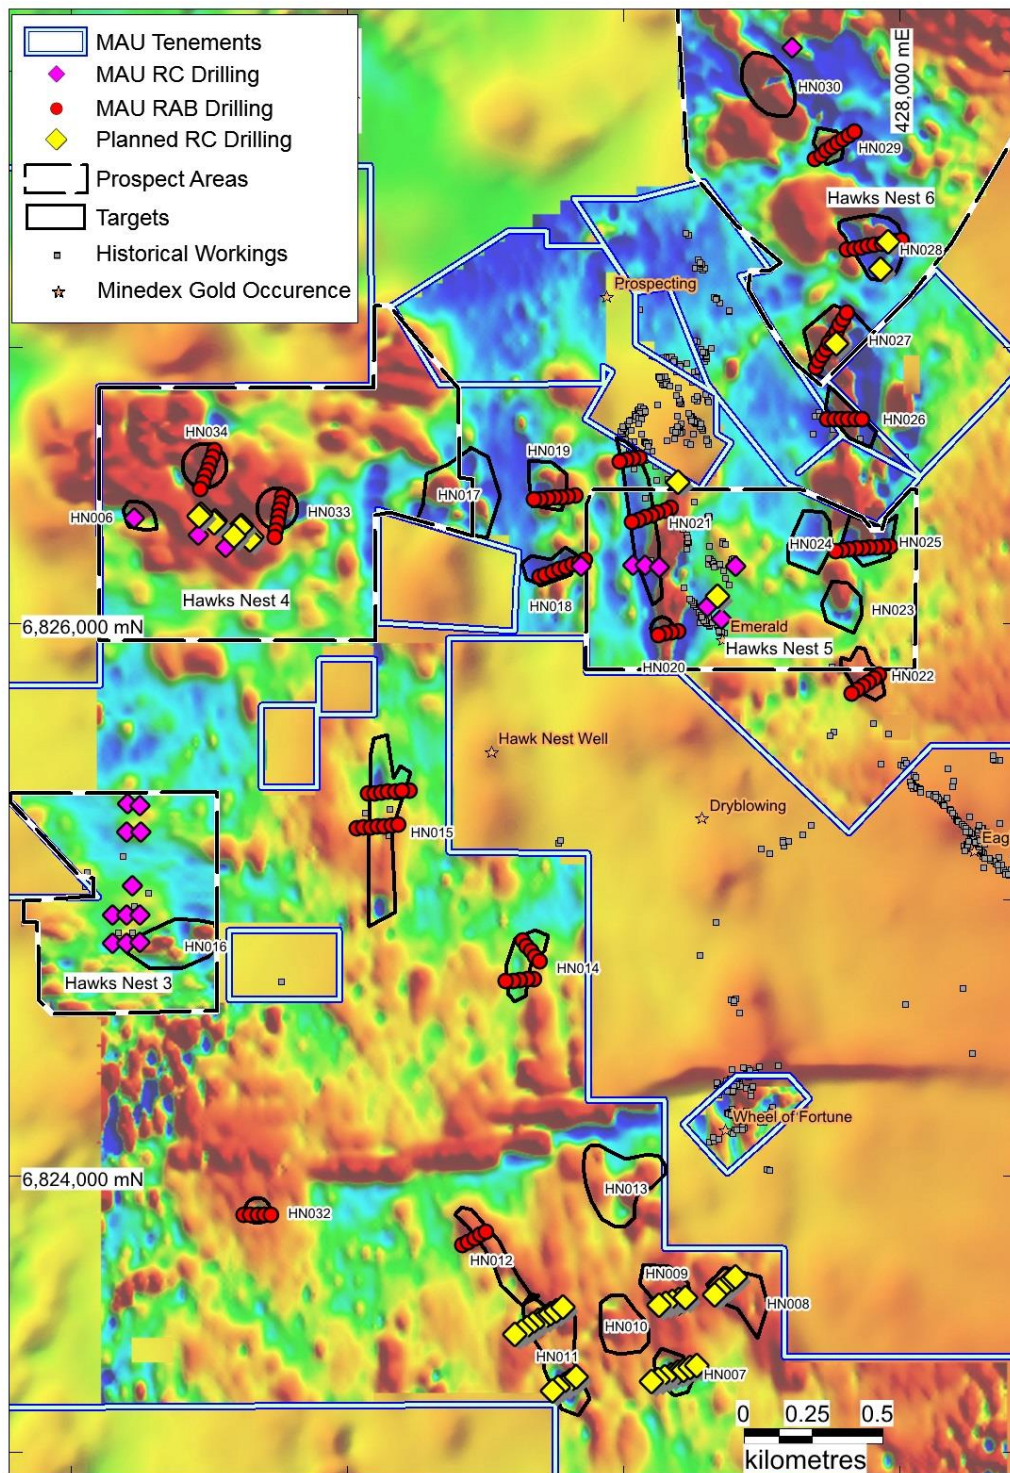 MAU Tenements
MAU RC Drilling
MAU RAB Drilling
Planned RC Drilling
Prospect Areas
Targets
Historical Workings
Minedex Gold Occurence
428,000 mE
HN030
HN029
Hawks Nest 6
HN028
Prospecting
HN027
HN026
HN034
HN019
HN017
HN006
HN033
HN021
HN024
HN025
HN018
Hawks Nest 4
HN023
6,826,000 mN
Emerald
Hawks Nest 5
HN020
HN022
Hawk Nest Well
Dryblowing
HN015
Eag
HN016
Hawks Nest 3
HN014
Wheel of Fortune
6,824,000 mN
HN013
HN032
HN012
HN009
HN008
HN010
HN011
HN007
0 0.25 0.5
kilometres